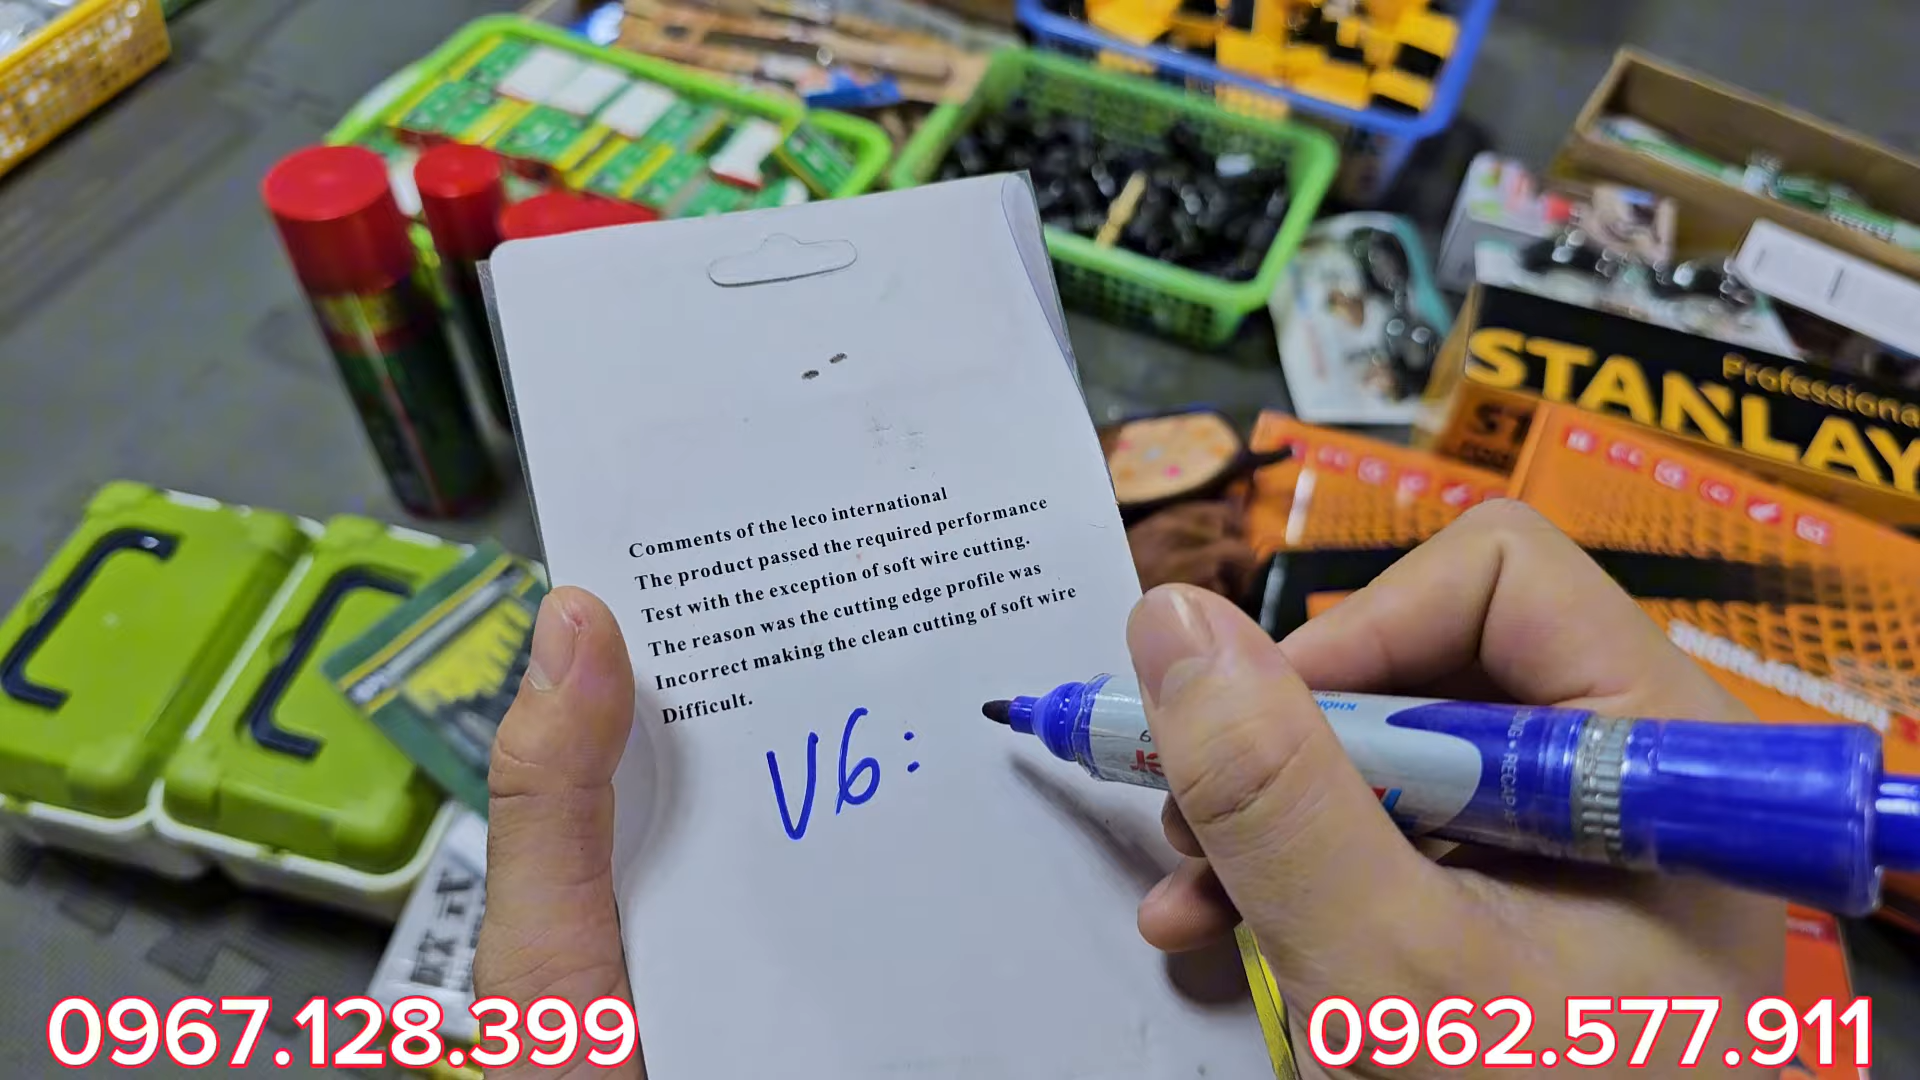 Comments of the leco international
The product passed the required performance
Test with the exception of soft wire cutting.
The reason was the cutting edge profile was
Incorrect making the clean cutting of soft wire
Difficult.
V6:
Professional
STANLAY
MICROPHONE
0967.128.399
0962.577.911